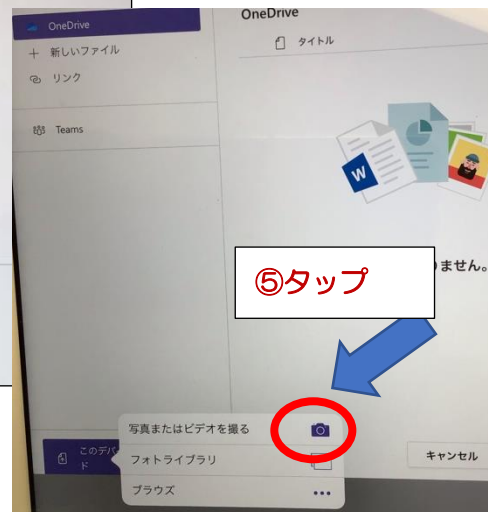 OneDrive
+ 新しいファイル
リンク
Teams
OneDrive
タイトル
W
りません。
⑤タップ
写真またはビデオを撮る
フォトライブラリ
ブラウズ
このデバ
ド
キャンセル